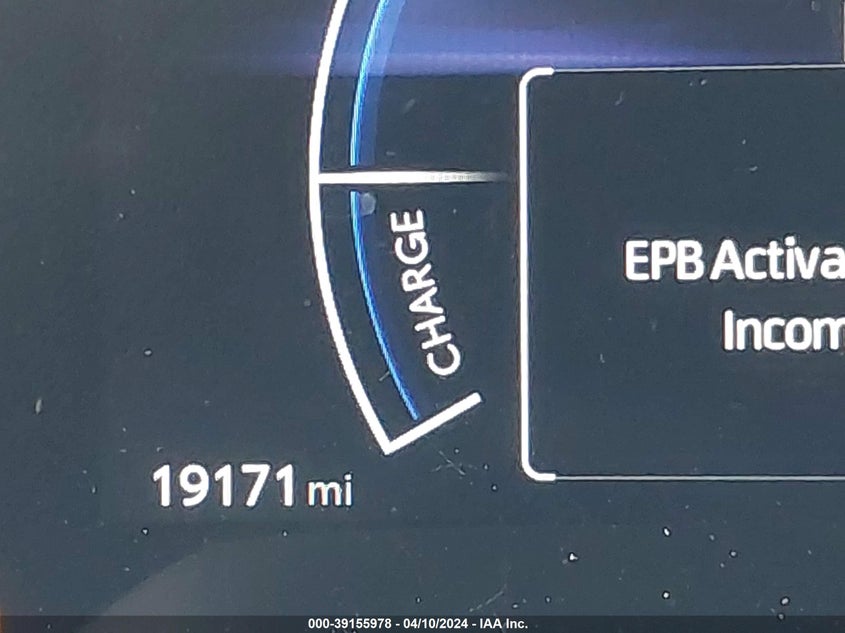 CHARGE
EPB Activa
Incom
19171 mi
000-39155978 - 04/10/2024 - IAA Inc.